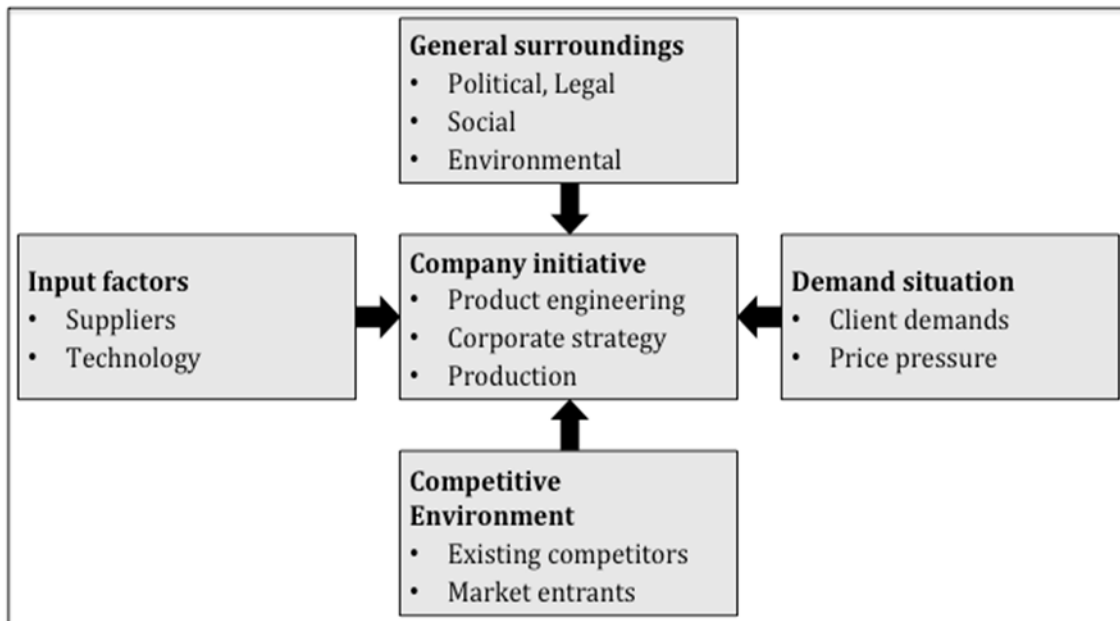 General surroundings
• Political, Legal
• Social
• Environmental
Input factors
• Suppliers
• Technology
Company initiative
• Product engineering
• Corporate strategy
• Production
Demand situation
• Client demands
• Price pressure
Competitive
Environment
• Existing competitors
• Market entrants